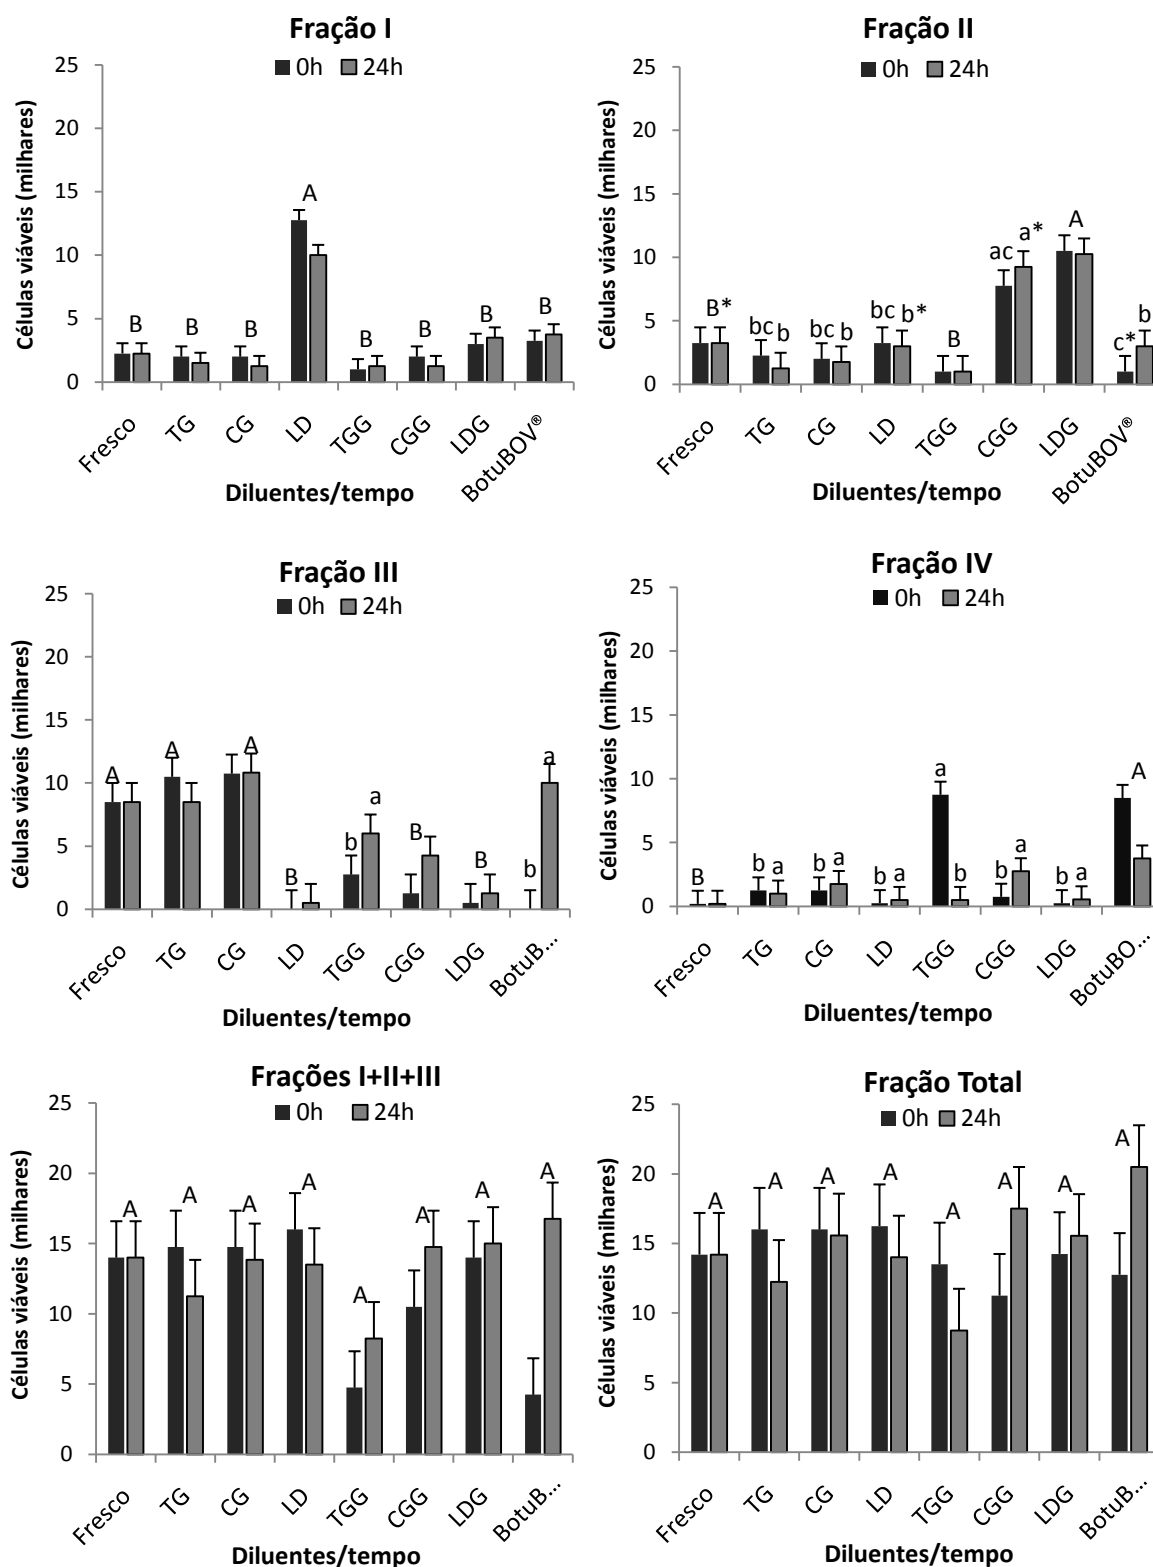 Fração I
0h 24h
Células viáveis (milhares)
25
20
15
10
5
0
A
B B B B B B B
Fresco TG CG LD TGG CGG LDG BotuBOV®
Diluentes/tempo
Fração II
0h 24h
Células viáveis (milhares)
25
20
15
10
5
0
B* bc b bc b bc b* B ac a* A c* b
Fresco TG CG LD TGG CGG LDG BotuBOV®
Diluentes/tempo
Fração III
0h 24h
Células viáveis (milhares)
25
20
15
10
5
0
A A A B b a B B b a
Fresco TG CG LD TGG CGG LDG BotuB...
Diluentes/tempo
Fração IV
0h 24h
Células viáveis (milhares)
25
20
15
10
5
0
B b a b a b a a b b a b a A
Fresco TG CG LD TGG CGG LDG BotuBO...
Diluentes/tempo
Frações I+II+III
0h 24h
Células viáveis (milhares)
25
20
15
10
5
0
A A A A A A A A
Fresco TG CG LD TGG CGG LDG BotuB...
Diluentes/tempo
Fração Total
0h 24h
Células viáveis (milhares)
25
20
15
10
5
0
A A A A A A A A
Fresco TG CG LD TGG CGG LDG BotuB...
Diluentes/tempo